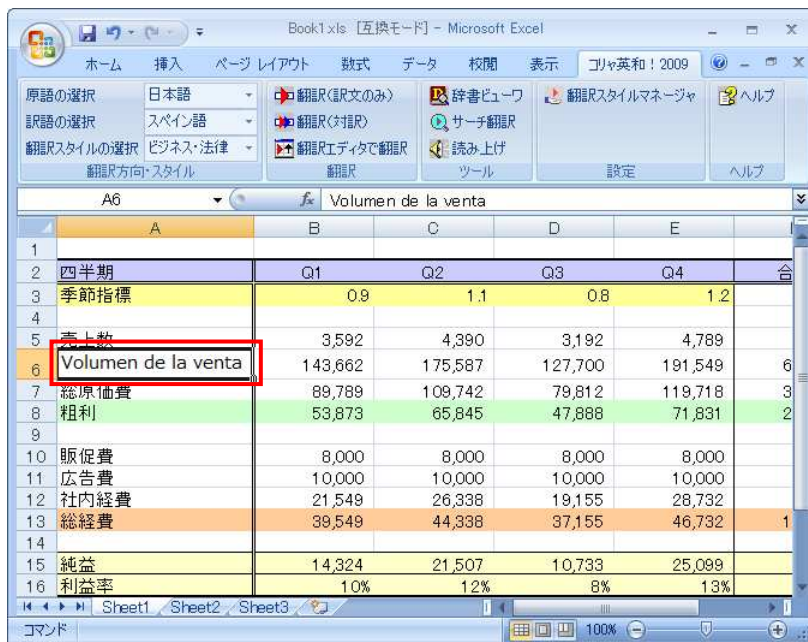 Book1.xls [互換モード] - Microsoft Excel
ホーム 挿入 ページ レイアウト 数式 データ 校閲 表示 コリャ英和！2009
原語の選択 日本語 翻訳(訳文のみ) 辞書ビューワ 翻訳スタイルマネージャ ヘルプ
訳語の選択 スペイン語 翻訳(対訳) サーチ翻訳
翻訳スタイルの選択 ビジネス・法律 翻訳エディタで翻訳 読み上げ
翻訳方向・スタイル 翻訳 ツール 設定 ヘルプ
A6 fx Volumen de la venta
A B C D E
1
2 四半期 Q1 Q2 Q3 Q4 合
3 季節指標 0.9 1.1 0.8 1.2
4
5 売上数 3,592 4,390 3,192 4,789
6 Volumen de la venta 143,662 175,587 127,700 191,549 6
7 総原価費 89,789 109,742 79,812 119,718 3
8 粗利 53,873 65,845 47,888 71,831 2
9
10 販促費 8,000 8,000 8,000 8,000
11 広告費 10,000 10,000 10,000 10,000
12 社内経費 21,549 26,338 19,155 28,732
13 総経費 39,549 44,338 37,155 46,732 1
14
15 純益 14,324 21,507 10,733 25,099
16 利益率 10% 12% 8% 13%
Sheet1 Sheet2 Sheet3
コマンド 100%